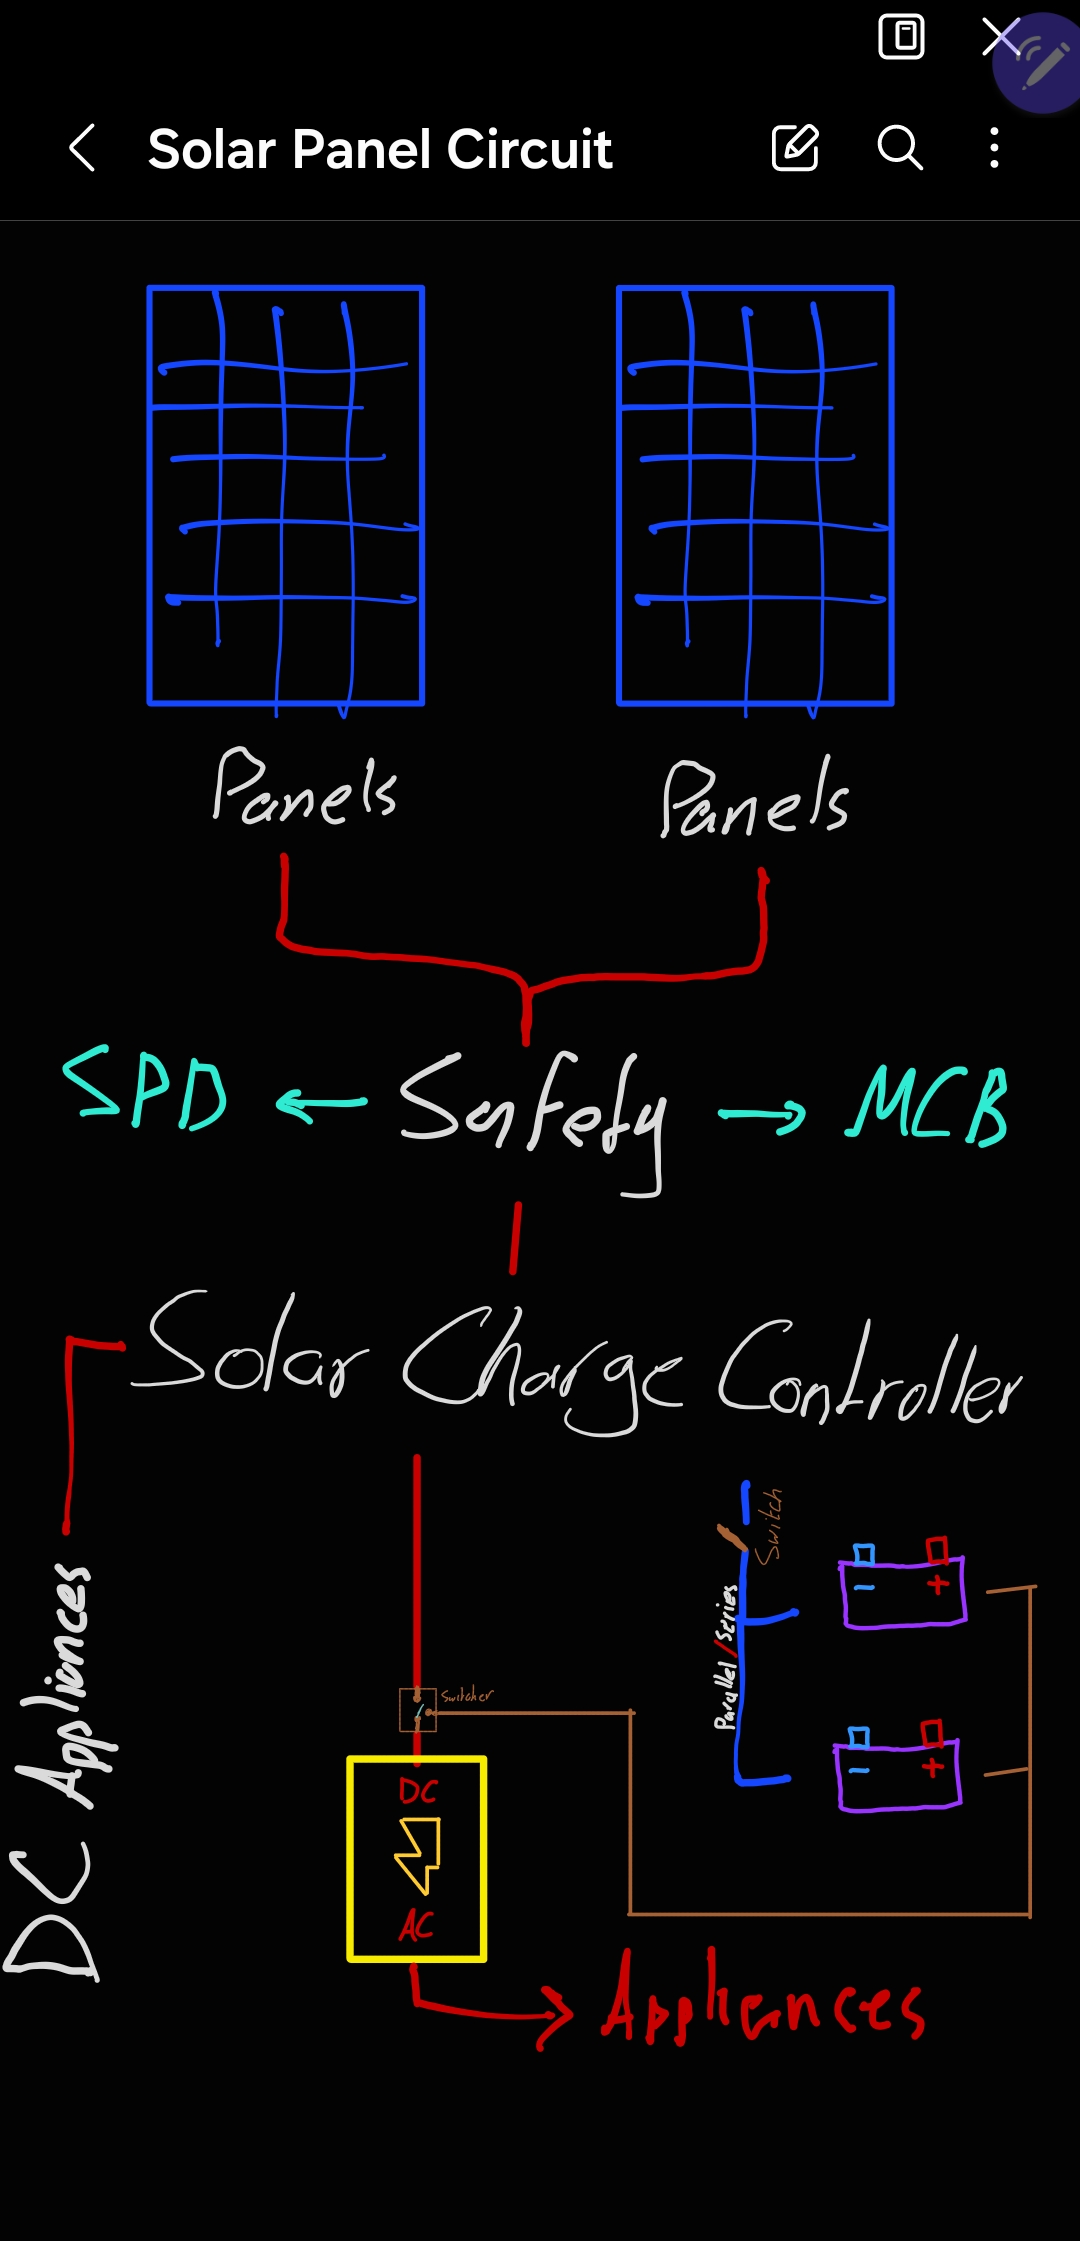 Solar Panel Circuit
Panels
Panels
SPD ← Safety → MCB
Solar Charge Controller
DC Appliances
Switch
Parallel/Series
- +
Switcher
- +
DC
AC
Appliances